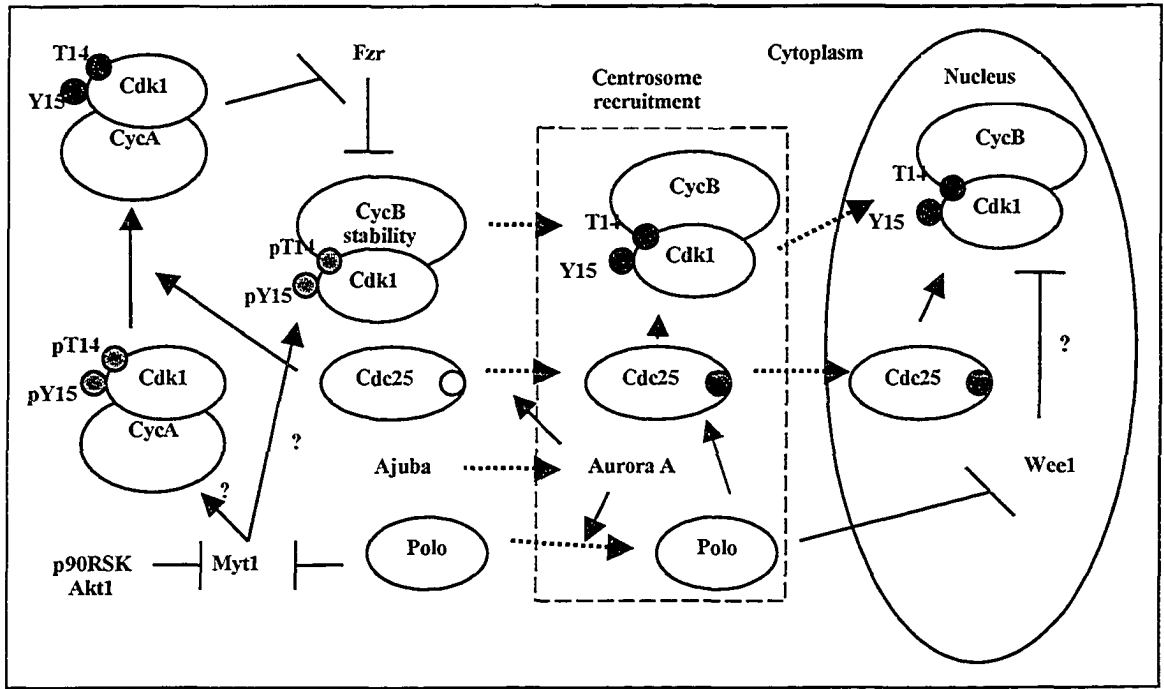 T14
Cdk1
Y15
CycA
Fzr
Cytoplasm
Centrosome
recruitment
Nucleus
CycB
stability
pT14
Cdk1
pY15
CycB
T14
Y15
Cdk1
CycB
T14
Cdk1
Y15
pT14
Cdk1
pY15
CycA
Cdc25
Cdc25
Cdc25
?
?
?
Ajuba
Aurora A
Wee1
p90RSK
Akt1
Myt1
Polo
Polo